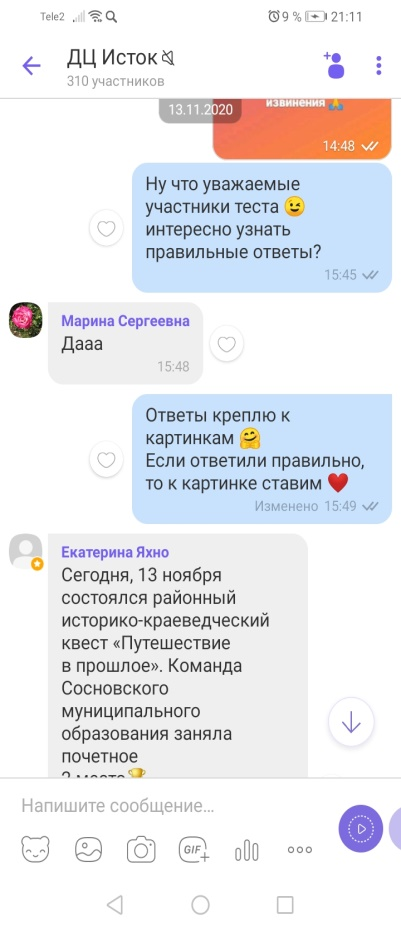 Tele2 9 % 21:11
ДЦ Исток
310 участников
13.11.2020
извинения 🙏
14:48
Ну что уважаемые
участники теста 😉
интересно узнать
правильные ответы?
15:45
Марина Сергеевна
Дааа
15:48
Ответы креплю к
картинкам 🤗
Если ответили правильно,
то к картинке ставим ❤️
Изменено 15:49
Екатерина Яхно
Сегодня, 13 ноября
состоялся районный
историко-краеведческий
квест «Путешествие
в прошлое». Команда
Сосновского
муниципального
образования заняла
почетное
2 место🏆
Напишите сообщение...
GIF